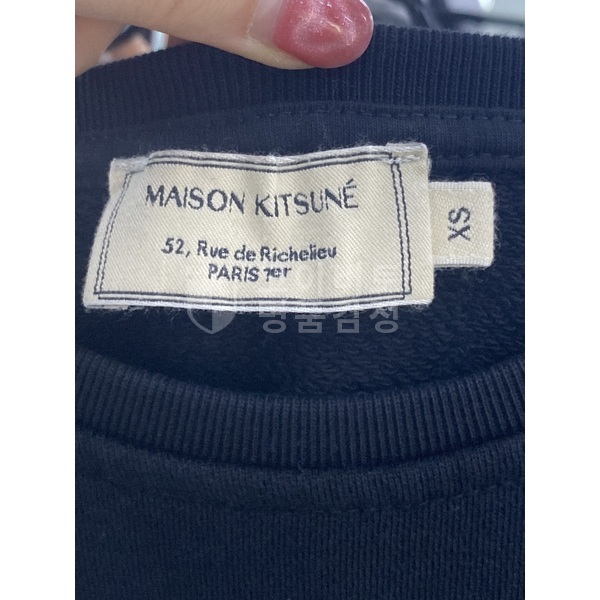 MAISON KITSUNÉ
52, Rue de Richelieu
PARIS 1er
XS
명품감정